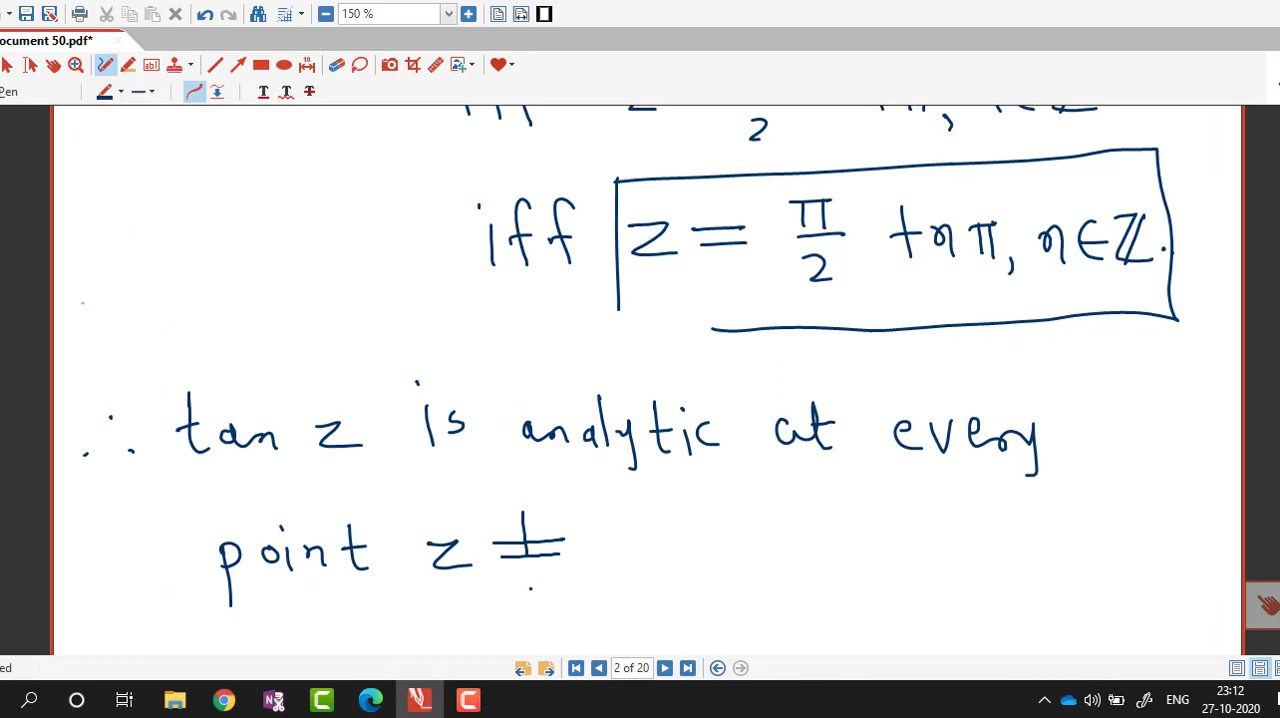 150 %
ocument 50.pdf*
Pen
iff z = π/2 + nπ, n ∈ ℤ.
∴ tan z is analytic at every
point z ≠
2 of 20
ENG
23:12
27-10-2020